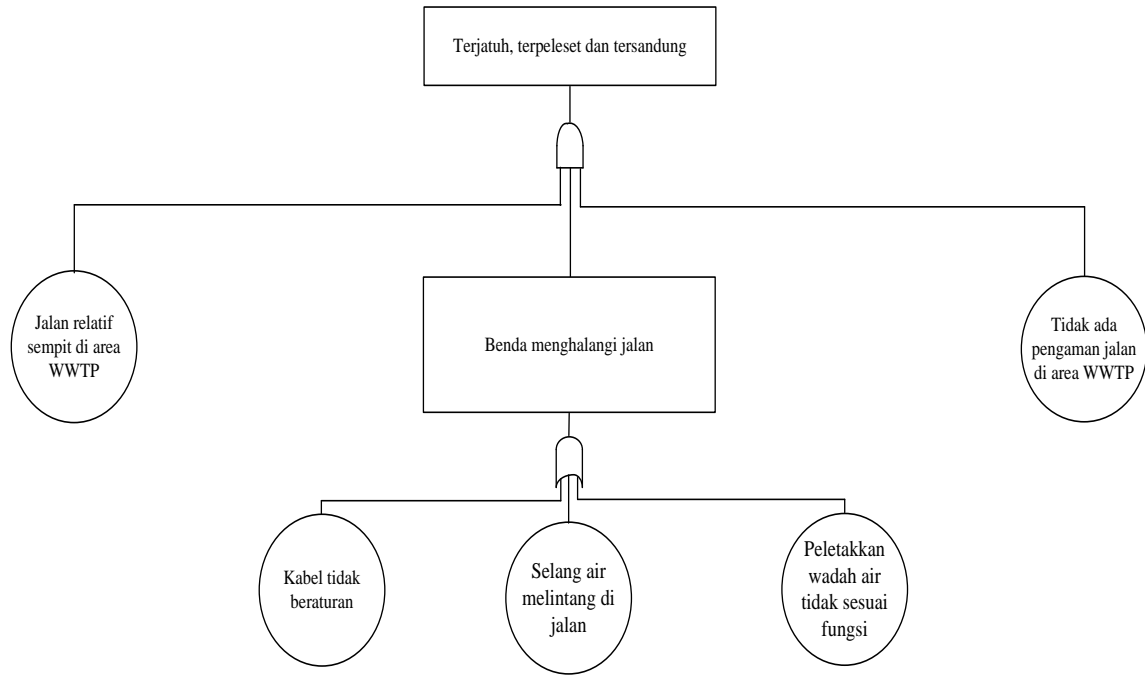 Terjatuh, terpeleset dan tersandung
Jalan relatif
sempit di area
WWTP
Benda menghalangi jalan
Tidak ada
pengaman jalan
di area WWTP
Kabel tidak
beraturan
Selang air
melintang di
jalan
Peletakkan
wadah air
tidak sesuai
fungsi